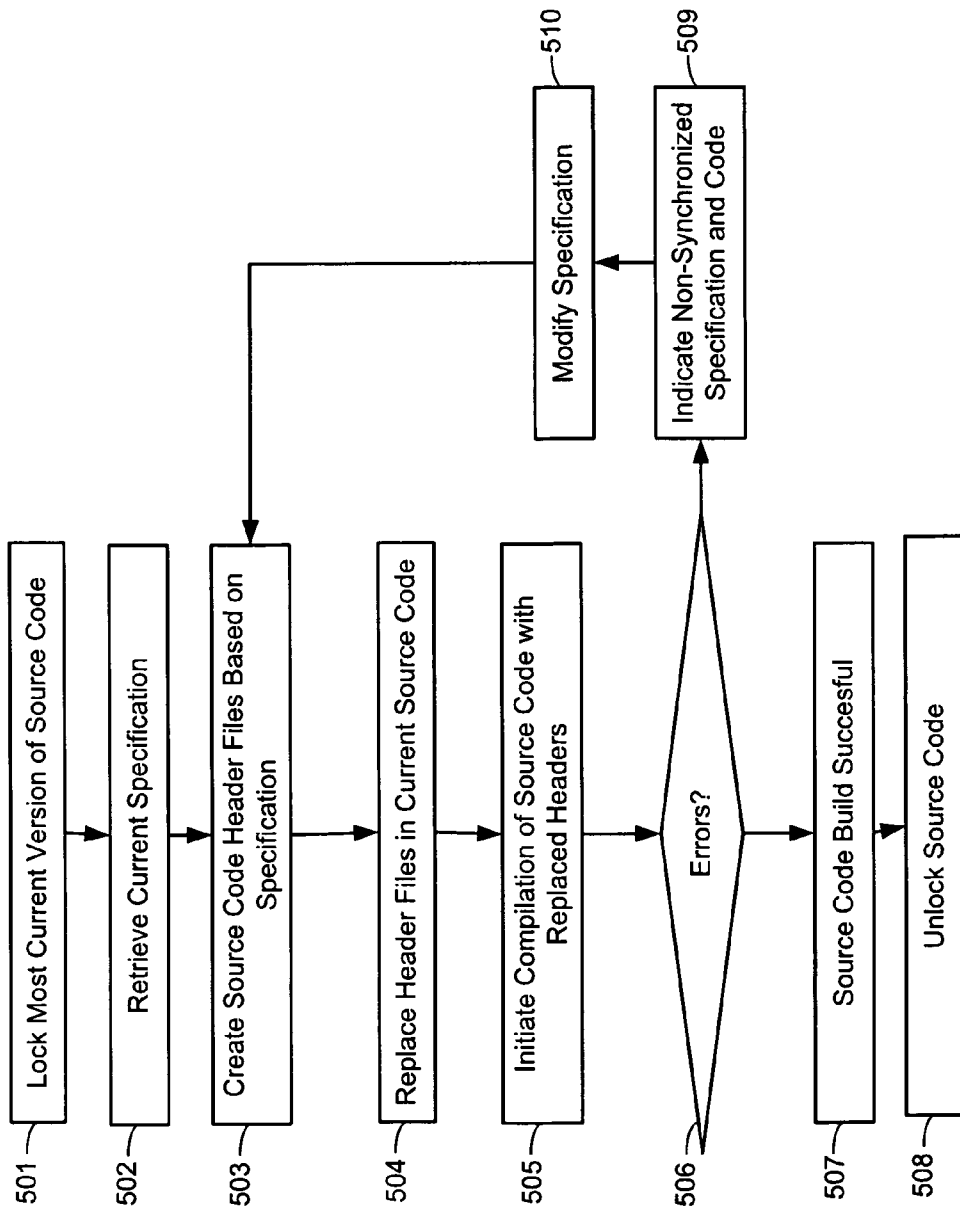 501
Lock Most Current Version of Source Code
502
Retrieve Current Specification
503
Create Source Code Header Files Based on
Specification
504
Replace Header Files in Current Source Code
505
Initiate Compilation of Source Code with
Replaced Headers
506
Errors?
507
Source Code Build Succesful
508
Unlock Source Code
510
Modify Specification
509
Indicate Non-Synchronized
Specification and Code